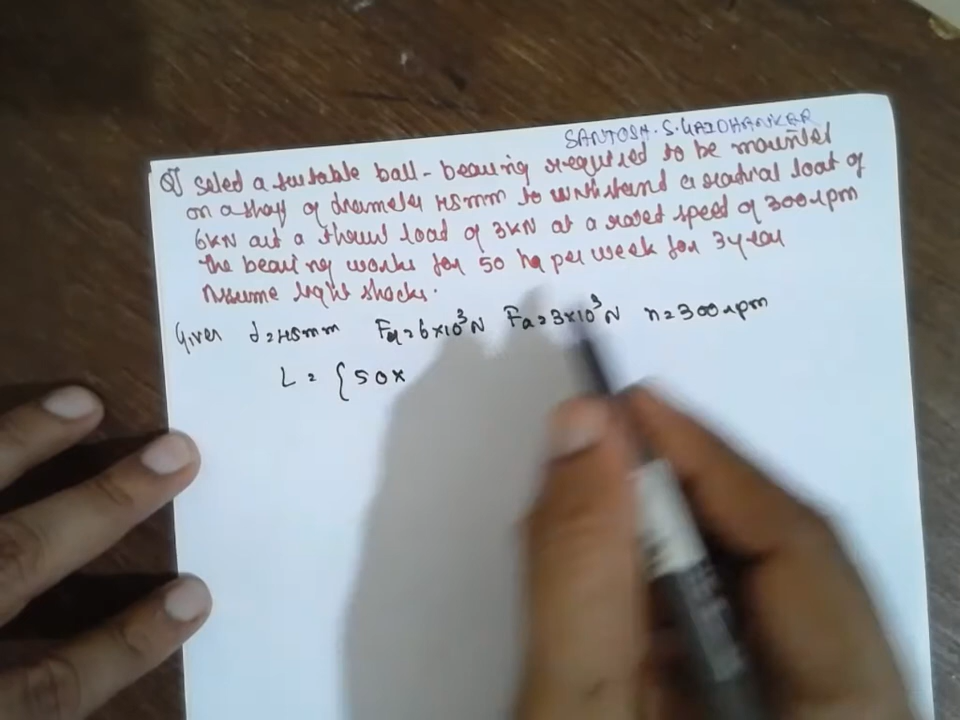 SANTOSH.S.GAIDHANKER
Q] Select a suitable ball-bearing required to be mounted
on a shaft of diameter 45mm to withstand a radial load of
6kN and a thrust load of 3kN at a rated speed of 300rpm
the bearing works for 50 hr per week for 3year
Assume light shocks.
Given d=45mm Fr=6×10³N Fa=3×10³N n=300rpm
L = {50×